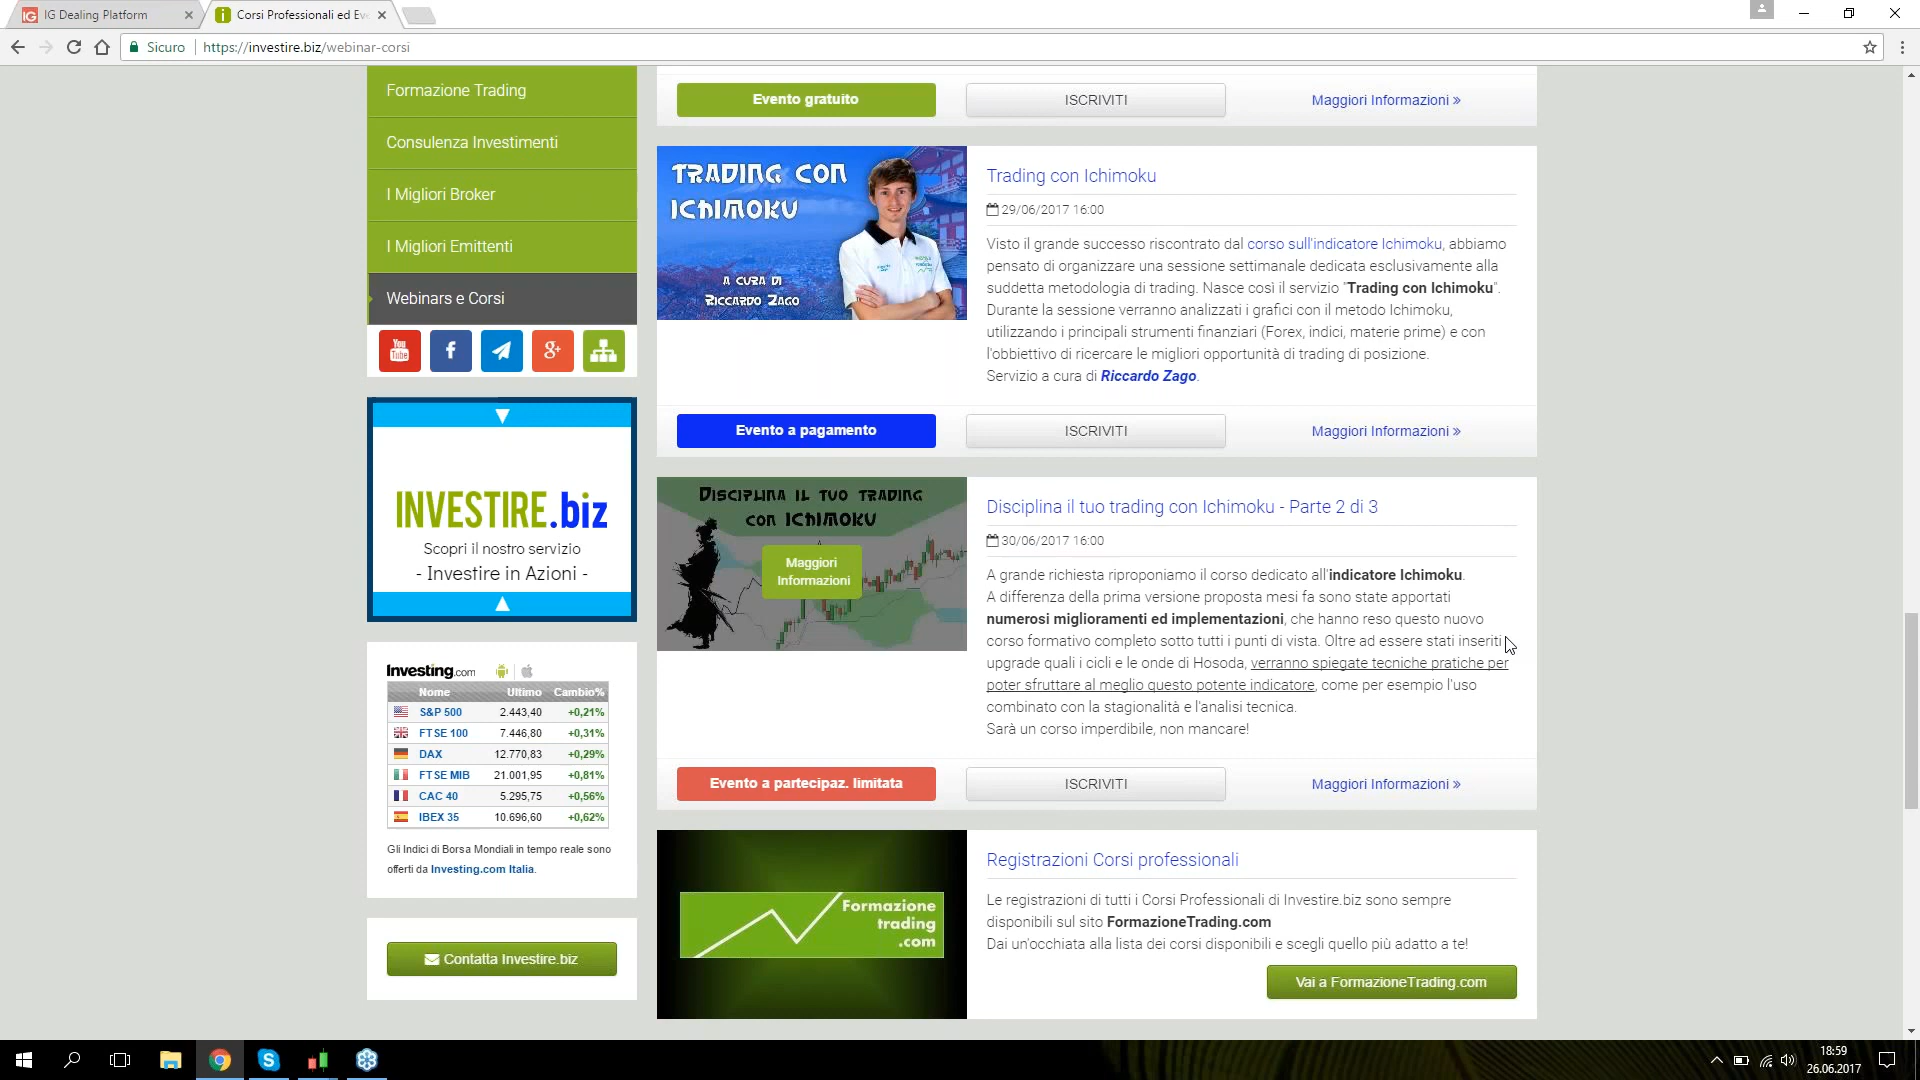 IG Dealing Platform
Corsi Professionali ed Eve
Sicuro
https://investire.biz/webinar-corsi
Formazione Trading
Consulenza Investimenti
I Migliori Broker
I Migliori Emittenti
Webinars e Corsi
You
Tube
f
g+
INVESTIRE.biz
Scopri il nostro servizio
- Investire in Azioni -
Investing.com
Nome Ultimo Cambio%
S&P 500 2.443,40 +0,21%
FTSE 100 7.446,80 +0,31%
DAX 12.770,83 +0,29%
FTSE MIB 21.001,95 +0,81%
CAC 40 5.295,75 +0,56%
IBEX 35 10.696,60 +0,62%
Gli Indici di Borsa Mondiali in tempo reale sono
offerti da Investing.com Italia.
Contatta Investire.biz
Evento gratuito
ISCRIVITI
Maggiori Informazioni »
TRADING CON
ICHIMOKU
A CURA DI
RICCARDO ZAGO
Trading con Ichimoku
29/06/2017 16:00
Visto il grande successo riscontrato dal corso sull'indicatore Ichimoku, abbiamo
pensato di organizzare una sessione settimanale dedicata esclusivamente alla
suddetta metodologia di trading. Nasce così il servizio "Trading con Ichimoku".
Durante la sessione verranno analizzati i grafici con il metodo Ichimoku,
utilizzando i principali strumenti finanziari (Forex, indici, materie prime) e con
l'obbiettivo di ricercare le migliori opportunità di trading di posizione.
Servizio a cura di Riccardo Zago.
Evento a pagamento
ISCRIVITI
Maggiori Informazioni »
DISCIPLINA IL TUO TRADING
CON ICHIMOKU
Maggiori
Informazioni
Disciplina il tuo trading con Ichimoku - Parte 2 di 3
30/06/2017 16:00
A grande richiesta riproponiamo il corso dedicato all'indicatore Ichimoku.
A differenza della prima versione proposta mesi fa sono state apportati
numerosi miglioramenti ed implementazioni, che hanno reso questo nuovo
corso formativo completo sotto tutti i punti di vista. Oltre ad essere stati inseriti
upgrade quali i cicli e le onde di Hosoda, verranno spiegate tecniche pratiche per
poter sfruttare al meglio questo potente indicatore, come per esempio l'uso
combinato con la stagionalità e l'analisi tecnica.
Sarà un corso imperdibile, non mancare!
Evento a partecipaz. limitata
ISCRIVITI
Maggiori Informazioni »
Formazione
trading
.com
Registrazioni Corsi professionali
Le registrazioni di tutti i Corsi Professionali di Investire.biz sono sempre
disponibili sul sito FormazioneTrading.com
Dai un'occhiata alla lista dei corsi disponibili e scegli quello più adatto a te!
Vai a FormazioneTrading.com
18:59
26.06.2017